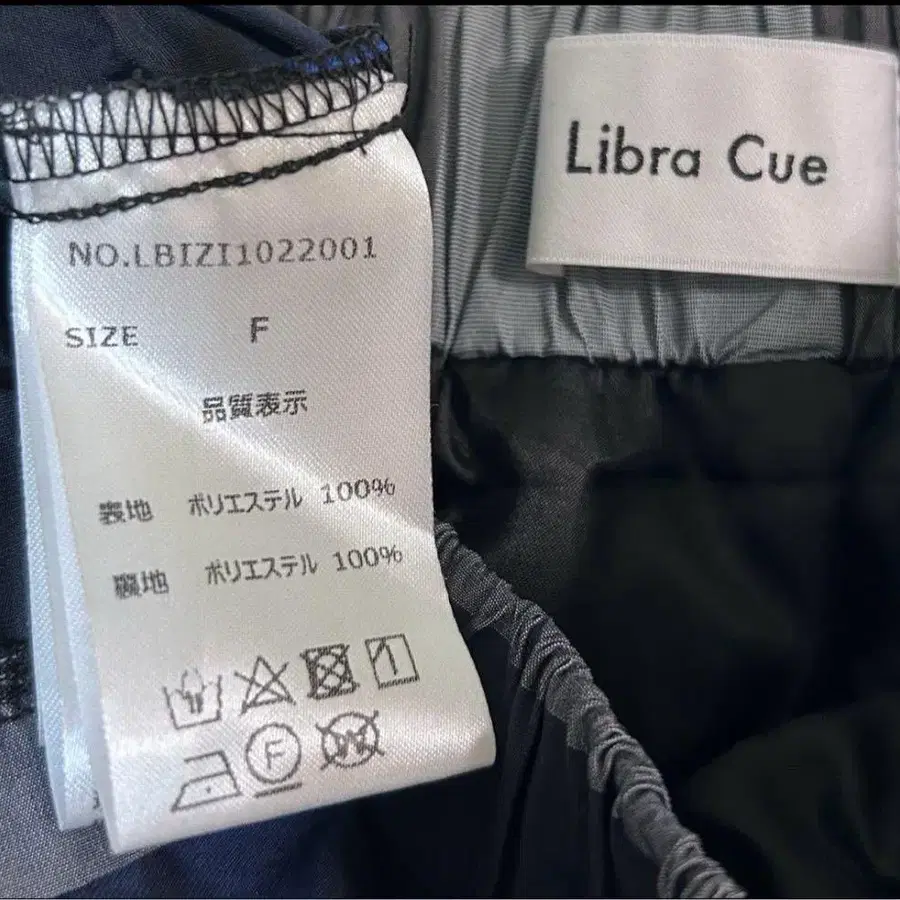 Libra Cue
NO.LBIZI1022001
SIZE F
品質表示
表地 ポリエステル 100%
裏地 ポリエステル 100%
F
W